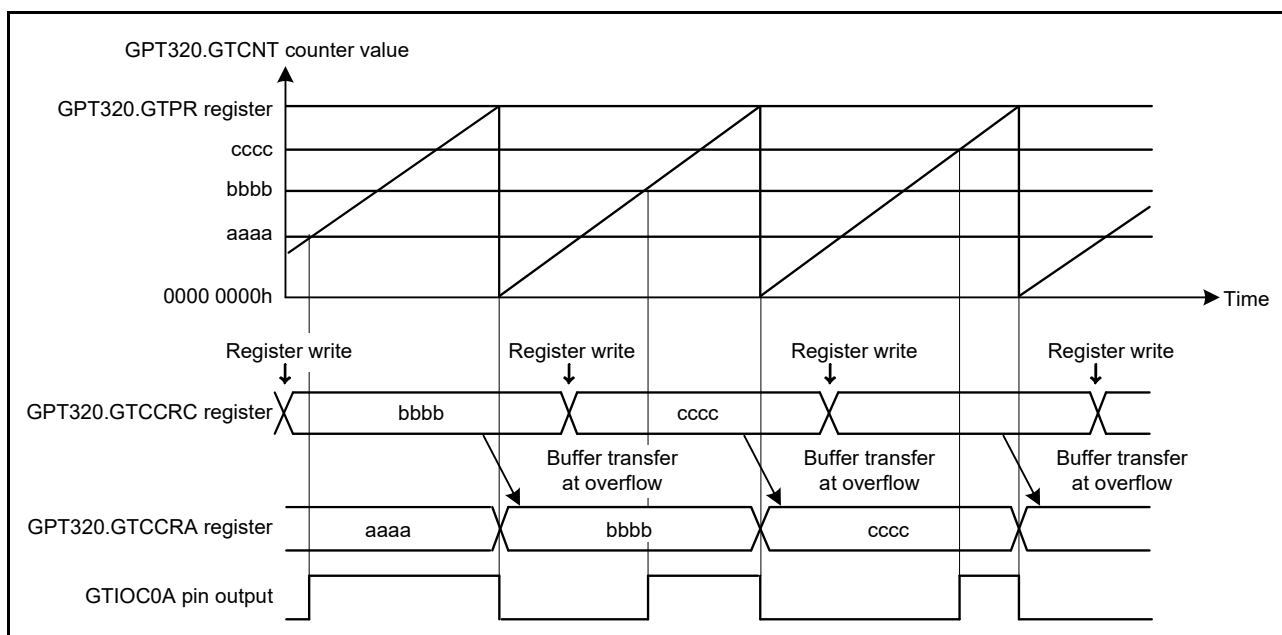 GPT320.GTCNT counter value
GPT320.GTPR register
cccc
bbbb
aaaa
0000 0000h
Time
Register write Register write Register write Register write
GPT320.GTCCRC register bbbb cccc
Buffer transfer Buffer transfer Buffer transfer
at overflow at overflow at overflow
GPT320.GTCCRA register aaaa bbbb cccc
GTIOC0A pin output